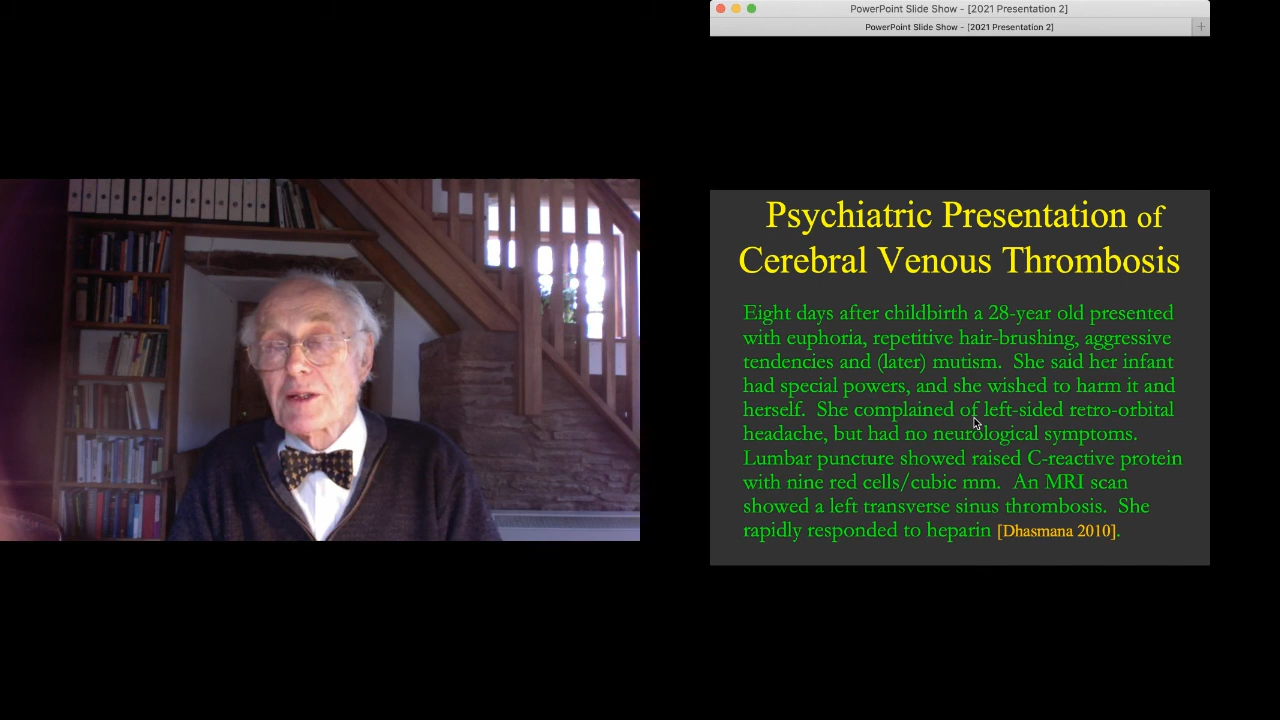 PowerPoint Slide Show - [2021 Presentation 2]
PowerPoint Slide Show - [2021 Presentation 2]
Psychiatric Presentation of
Cerebral Venous Thrombosis
Eight days after childbirth a 28-year old presented
with euphoria, repetitive hair-brushing, aggressive
tendencies and (later) mutism. She said her infant
had special powers, and she wished to harm it and
herself. She complained of left-sided retro-orbital
headache, but had no neurological symptoms.
Lumbar puncture showed raised C-reactive protein
with nine red cells/cubic mm. An MRI scan
showed a left transverse sinus thrombosis. She
rapidly responded to heparin [Dhasmana 2010].